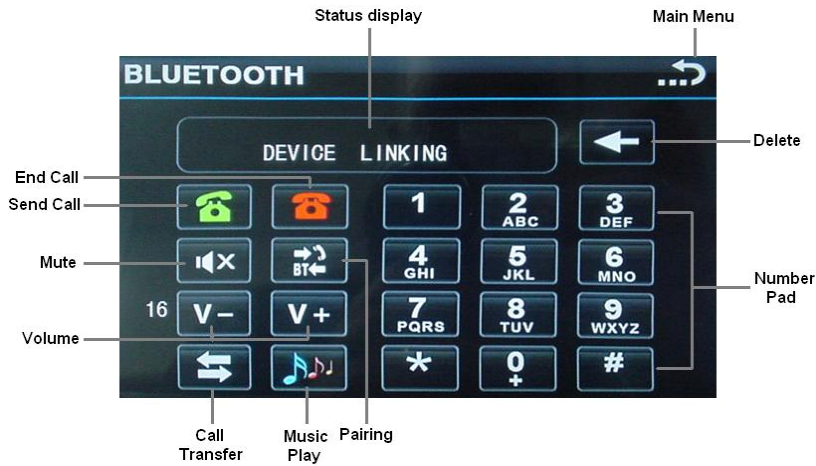 Status display
Main Menu
BLUETOOTH
DEVICE LINKING
Delete
End Call
Send Call
1
2
ABC
3
DEF
Mute
BT
4
GHI
5
JKL
6
MNO
Number
Pad
16
V-
V+
7
PQRS
8
TUV
9
WXYZ
Volume
*
0
+
#
Call
Transfer
Music
Play
Pairing